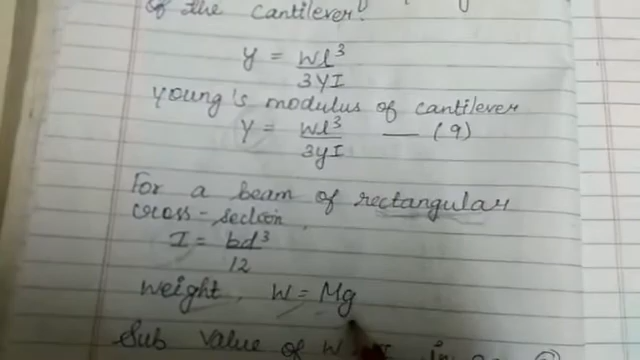 of the cantilever.
y = Wl³
3YI
Young's modulus of cantilever
Y = Wl³ — (9)
3yI
For a beam of rectangular
cross-section.
I = bd³
12
Weight, W = Mg
Sub value of W